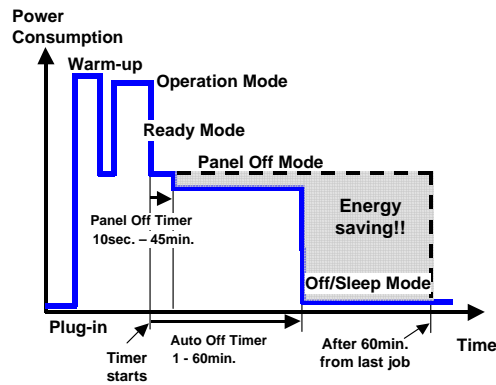 Power
Consumption
Warm-up
Operation Mode
Ready Mode
Panel Off Mode
Panel Off Timer
10sec. – 45min.
Energy
saving!!
Off/Sleep Mode
Plug-in
Timer
starts
Auto Off Timer
1 - 60min.
After 60min.
from last job
Time